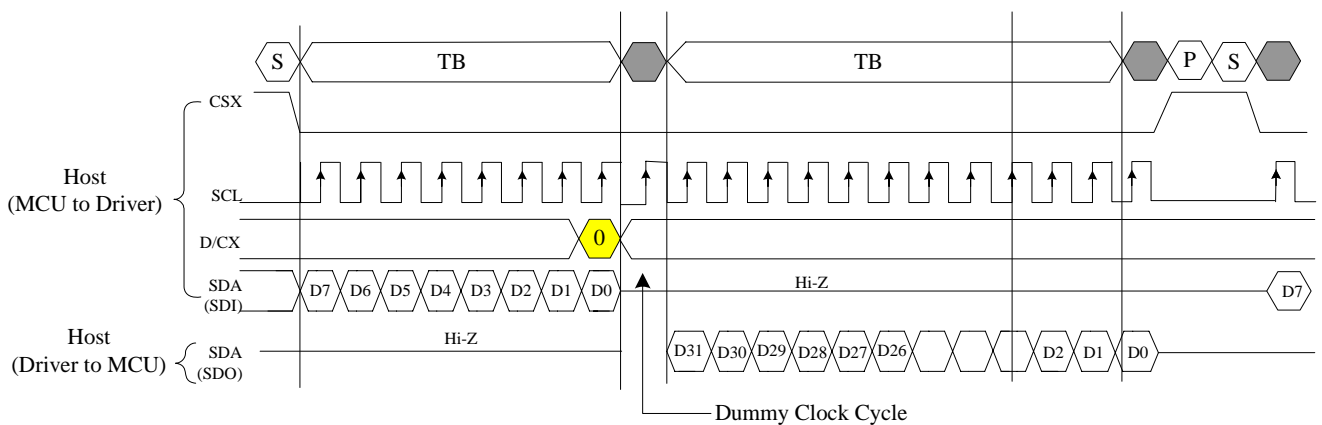 S TB TB P S
CSX
Host
(MCU to Driver)
SCL
D/CX 0
SDA
(SDI)
D7 D6 D5 D4 D3 D2 D1 D0 Hi-Z D7
Host
(Driver to MCU)
SDA
(SDO)
Hi-Z D31 D30 D29 D28 D27 D26 D2 D1 D0
Dummy Clock Cycle